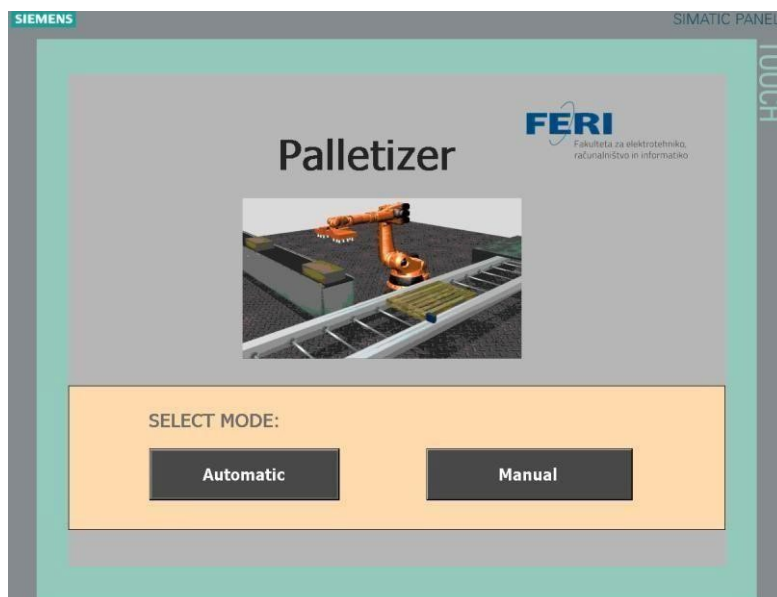 SIEMENS
SIMATIC PANEL
TOUCH
FERI
Fakulteta za elektrotehniko,
računalništvo in informatiko
Palletizer
SELECT MODE:
Automatic
Manual